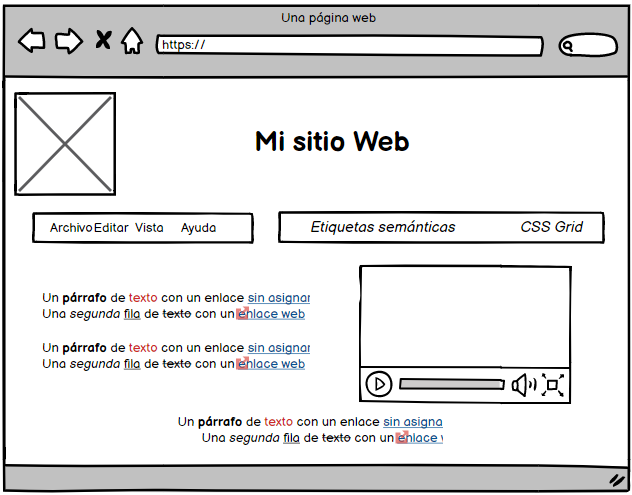 Una página web
https://
Mi sitio Web
Archivo Editar Vista Ayuda
Etiquetas semánticas CSS Grid
Un párrafo de texto con un enlace sin asignar
Una segunda fila de texto con un enlace web
Un párrafo de texto con un enlace sin asignar
Una segunda fila de texto con un enlace web
Un párrafo de texto con un enlace sin asigna
Una segunda fila de texto con un enlace v